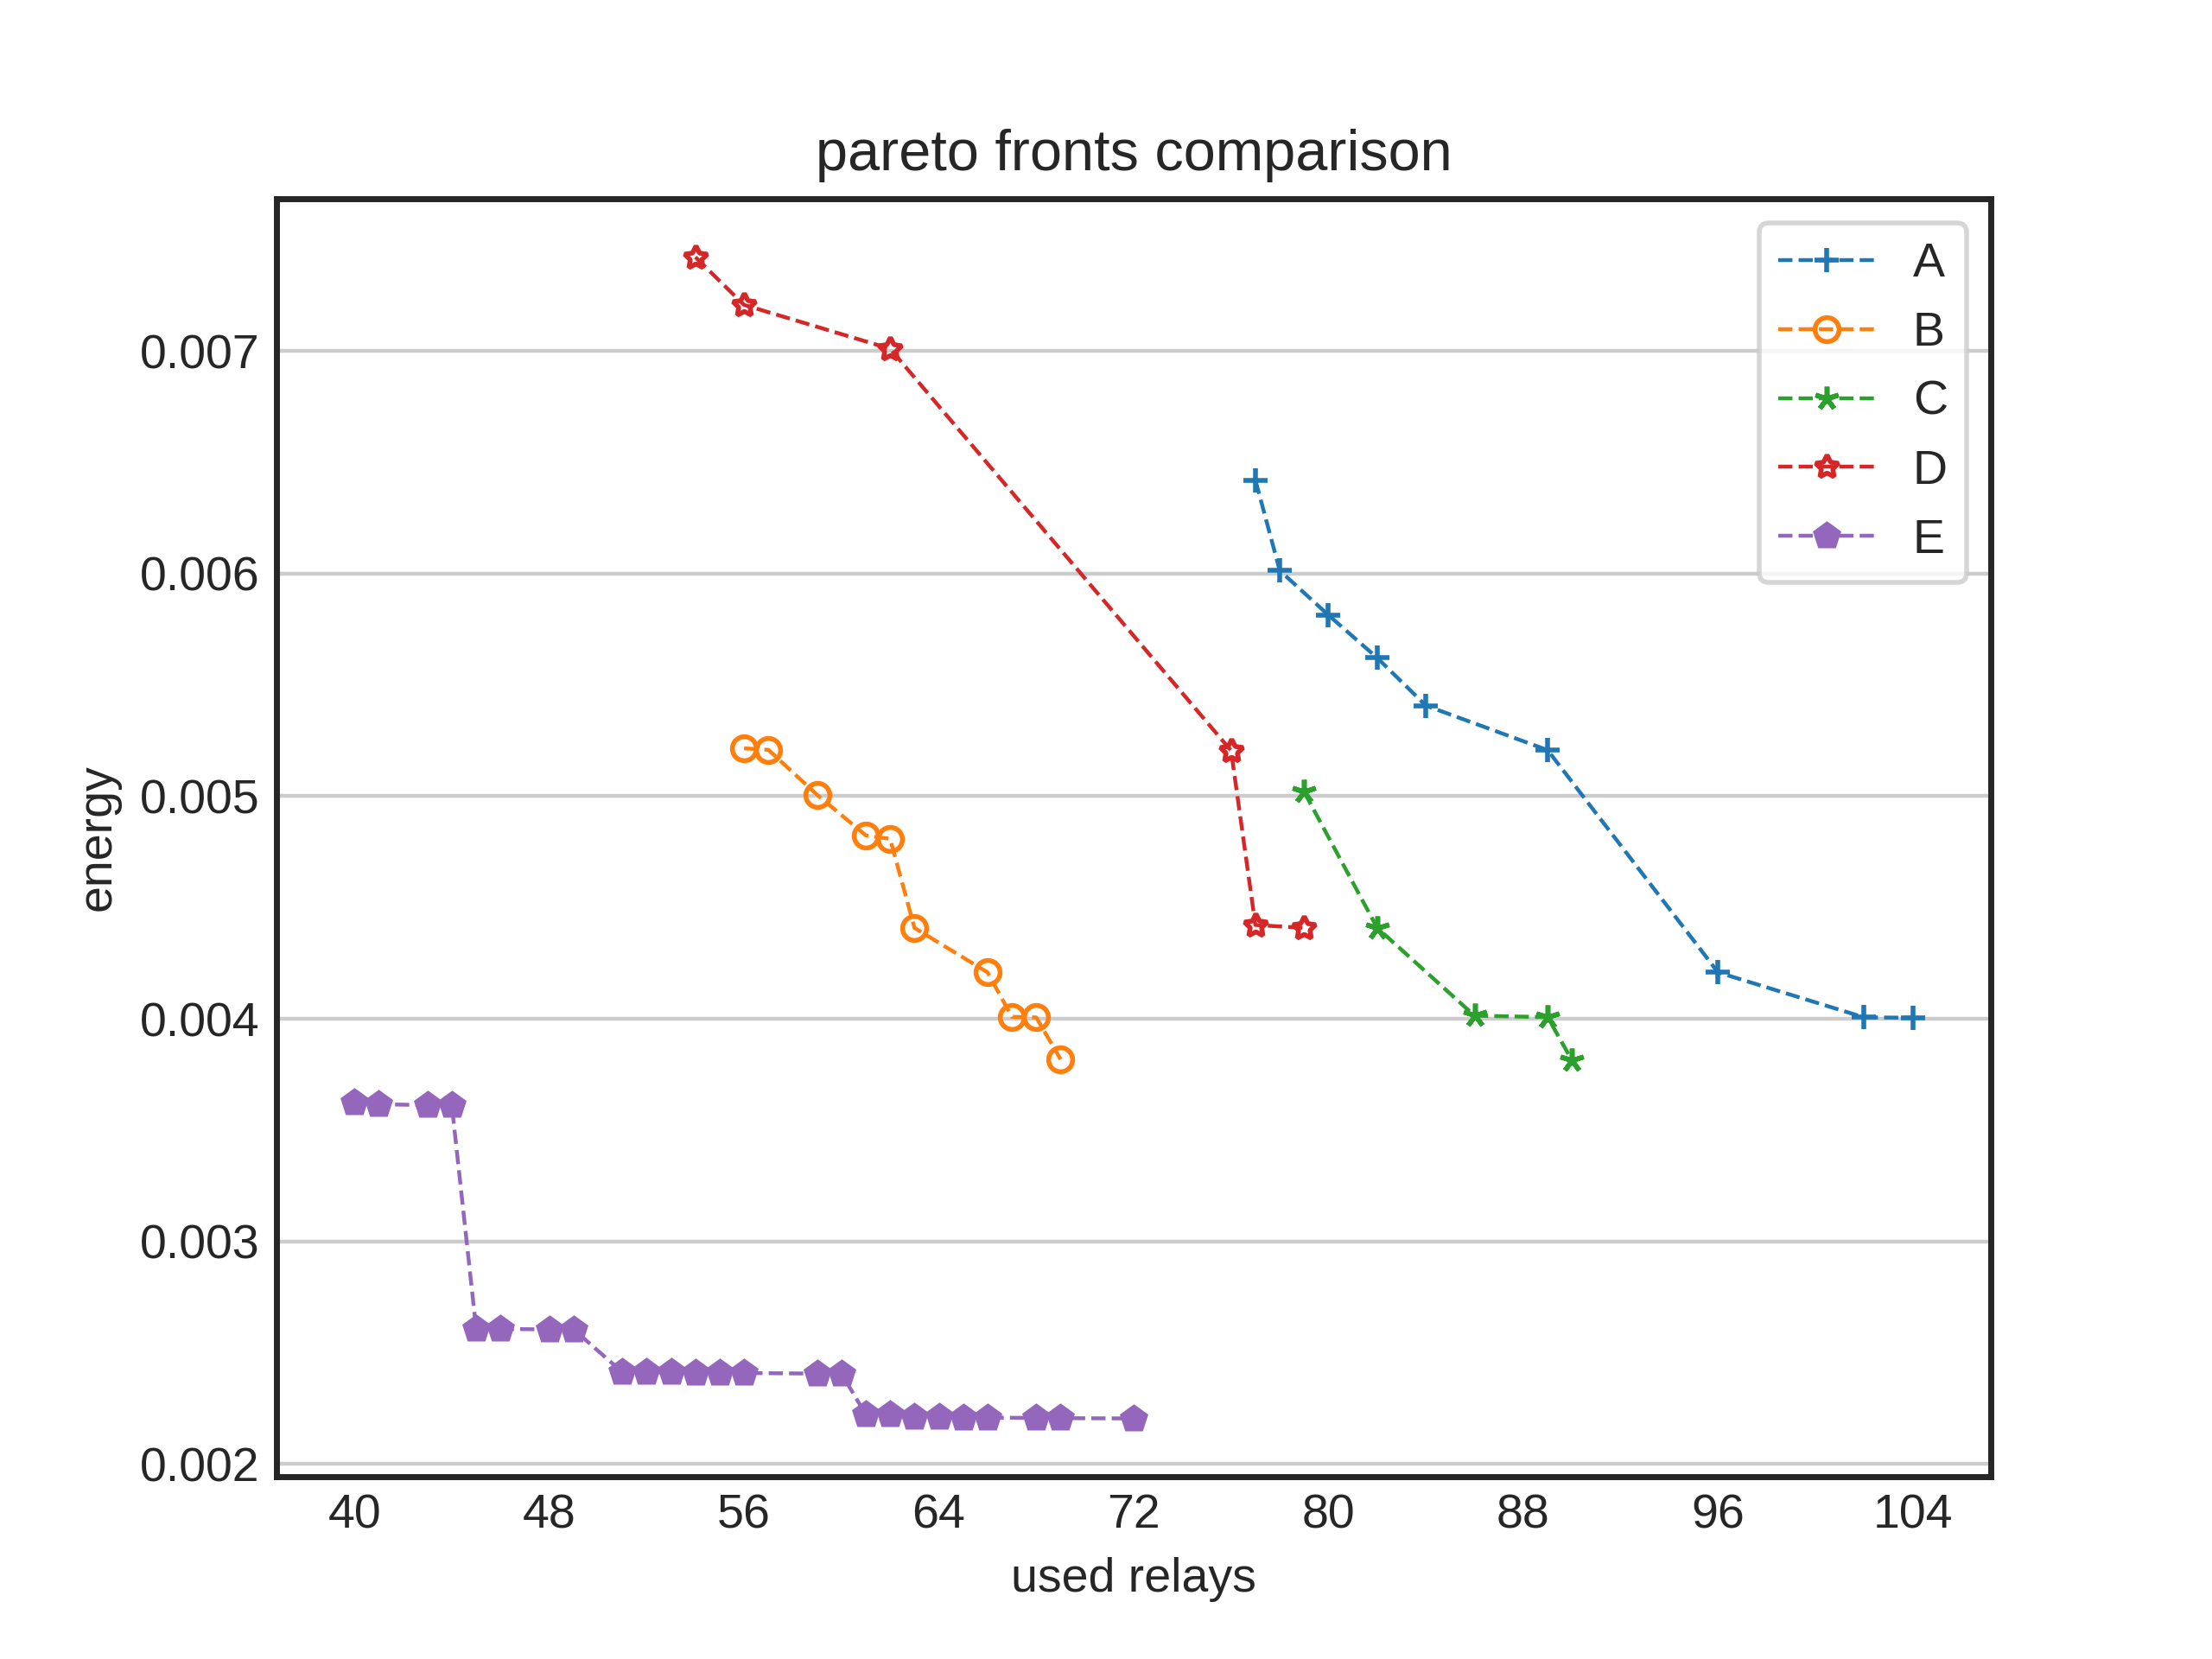 pareto fronts comparison
A
B
C
D
E
0.007
0.006
0.005
0.004
0.003
0.002
energy
40 48 56 64 72 80 88 96 104
used relays